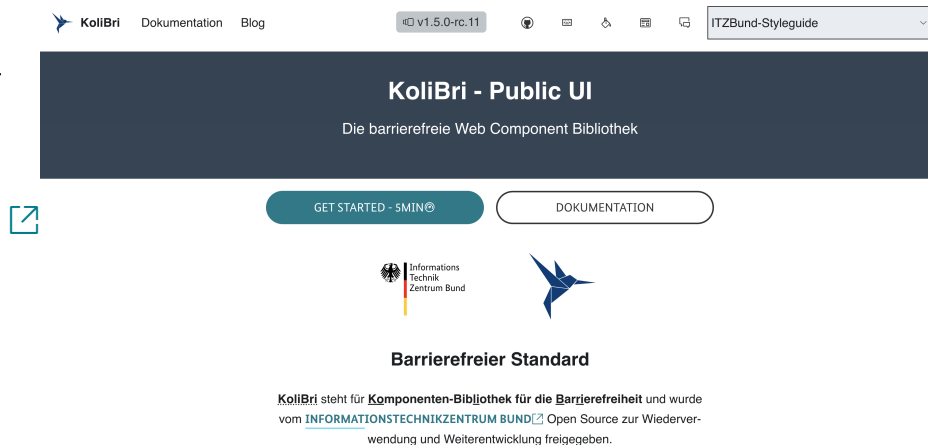 KoliBri Dokumentation Blog v1.5.0-rc.11 ITZBund-Styleguide
KoliBri - Public UI
Die barrierefreie Web Component Bibliothek
GET STARTED - 5MIN DOKUMENTATION
Informations
Technik
Zentrum Bund
Barrierefreier Standard
KoliBri steht für Komponenten-Bibliothek für die Barrierefreiheit und wurde
vom INFORMATIONSTECHNIKZENTRUM BUND Open Source zur Wiederver-
wendung und Weiterentwicklung freigegeben.